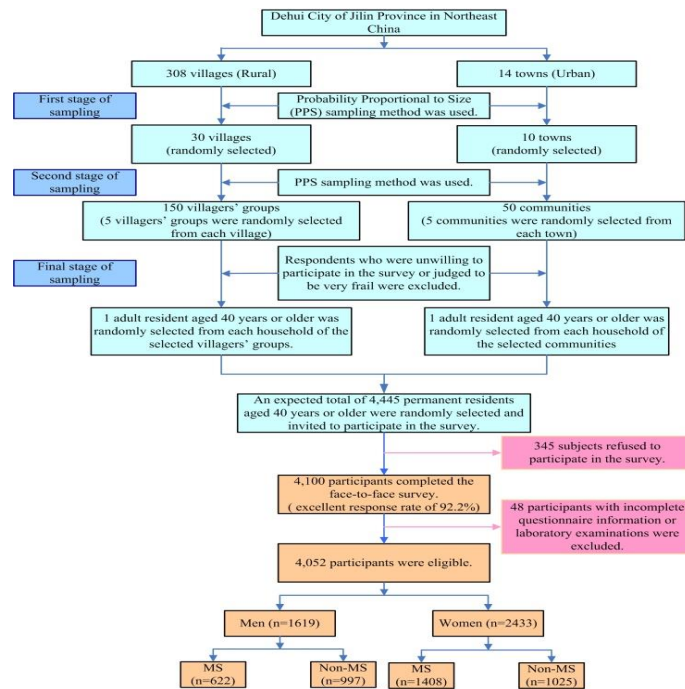 Dehui City of Jilin Province in Northeast
China
308 villages (Rural)
14 towns (Urban)
First stage of
sampling
Probability Proportional to Size
(PPS) sampling method was used.
30 villages
(randomly selected)
10 towns
(randomly selected)
Second stage of
sampling
PPS sampling method was used.
150 villagers’ groups
(5 villagers’ groups were randomly selected
from each village)
50 communities
(5 communities were randomly selected from
each town)
Final stage of
sampling
Respondents who were unwilling to
participate in the survey or judged to
be very frail were excluded.
1 adult resident aged 40 years or older was
randomly selected from each household of the
selected villagers’ groups.
1 adult resident aged 40 years or older was
randomly selected from each household of
the selected communities
An expected total of 4,445 permanent residents
aged 40 years or older were randomly selected and
invited to participate in the survey.
345 subjects refused to
participate in the survey.
4,100 participants completed the
face-to-face survey.
( excellent response rate of 92.2%)
48 participants with incomplete
questionnaire information or
laboratory examinations were
excluded.
4,052 participants were eligible.
Men (n=1619)
Women (n=2433)
MS
(n=622)
Non-MS
(n=997)
MS
(n=1408)
Non-MS
(n=1025)